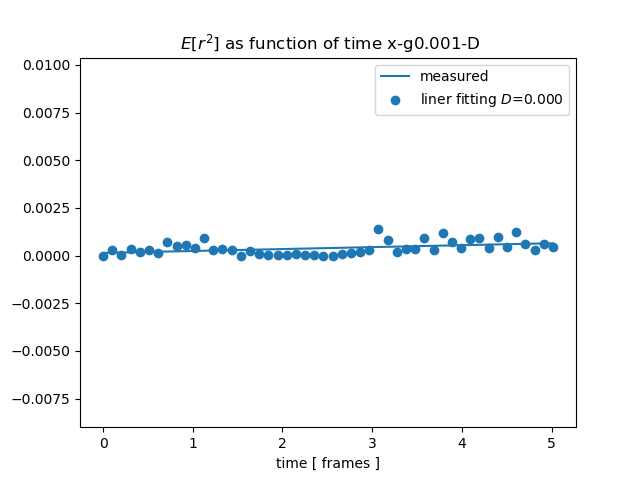 E[r²] as function of time x-g0.001-D
measured
liner fitting D=0.000
0.0100
0.0075
0.0050
0.0025
0.0000
−0.0025
−0.0050
−0.0075
0 1 2 3 4 5
time [ frames ]